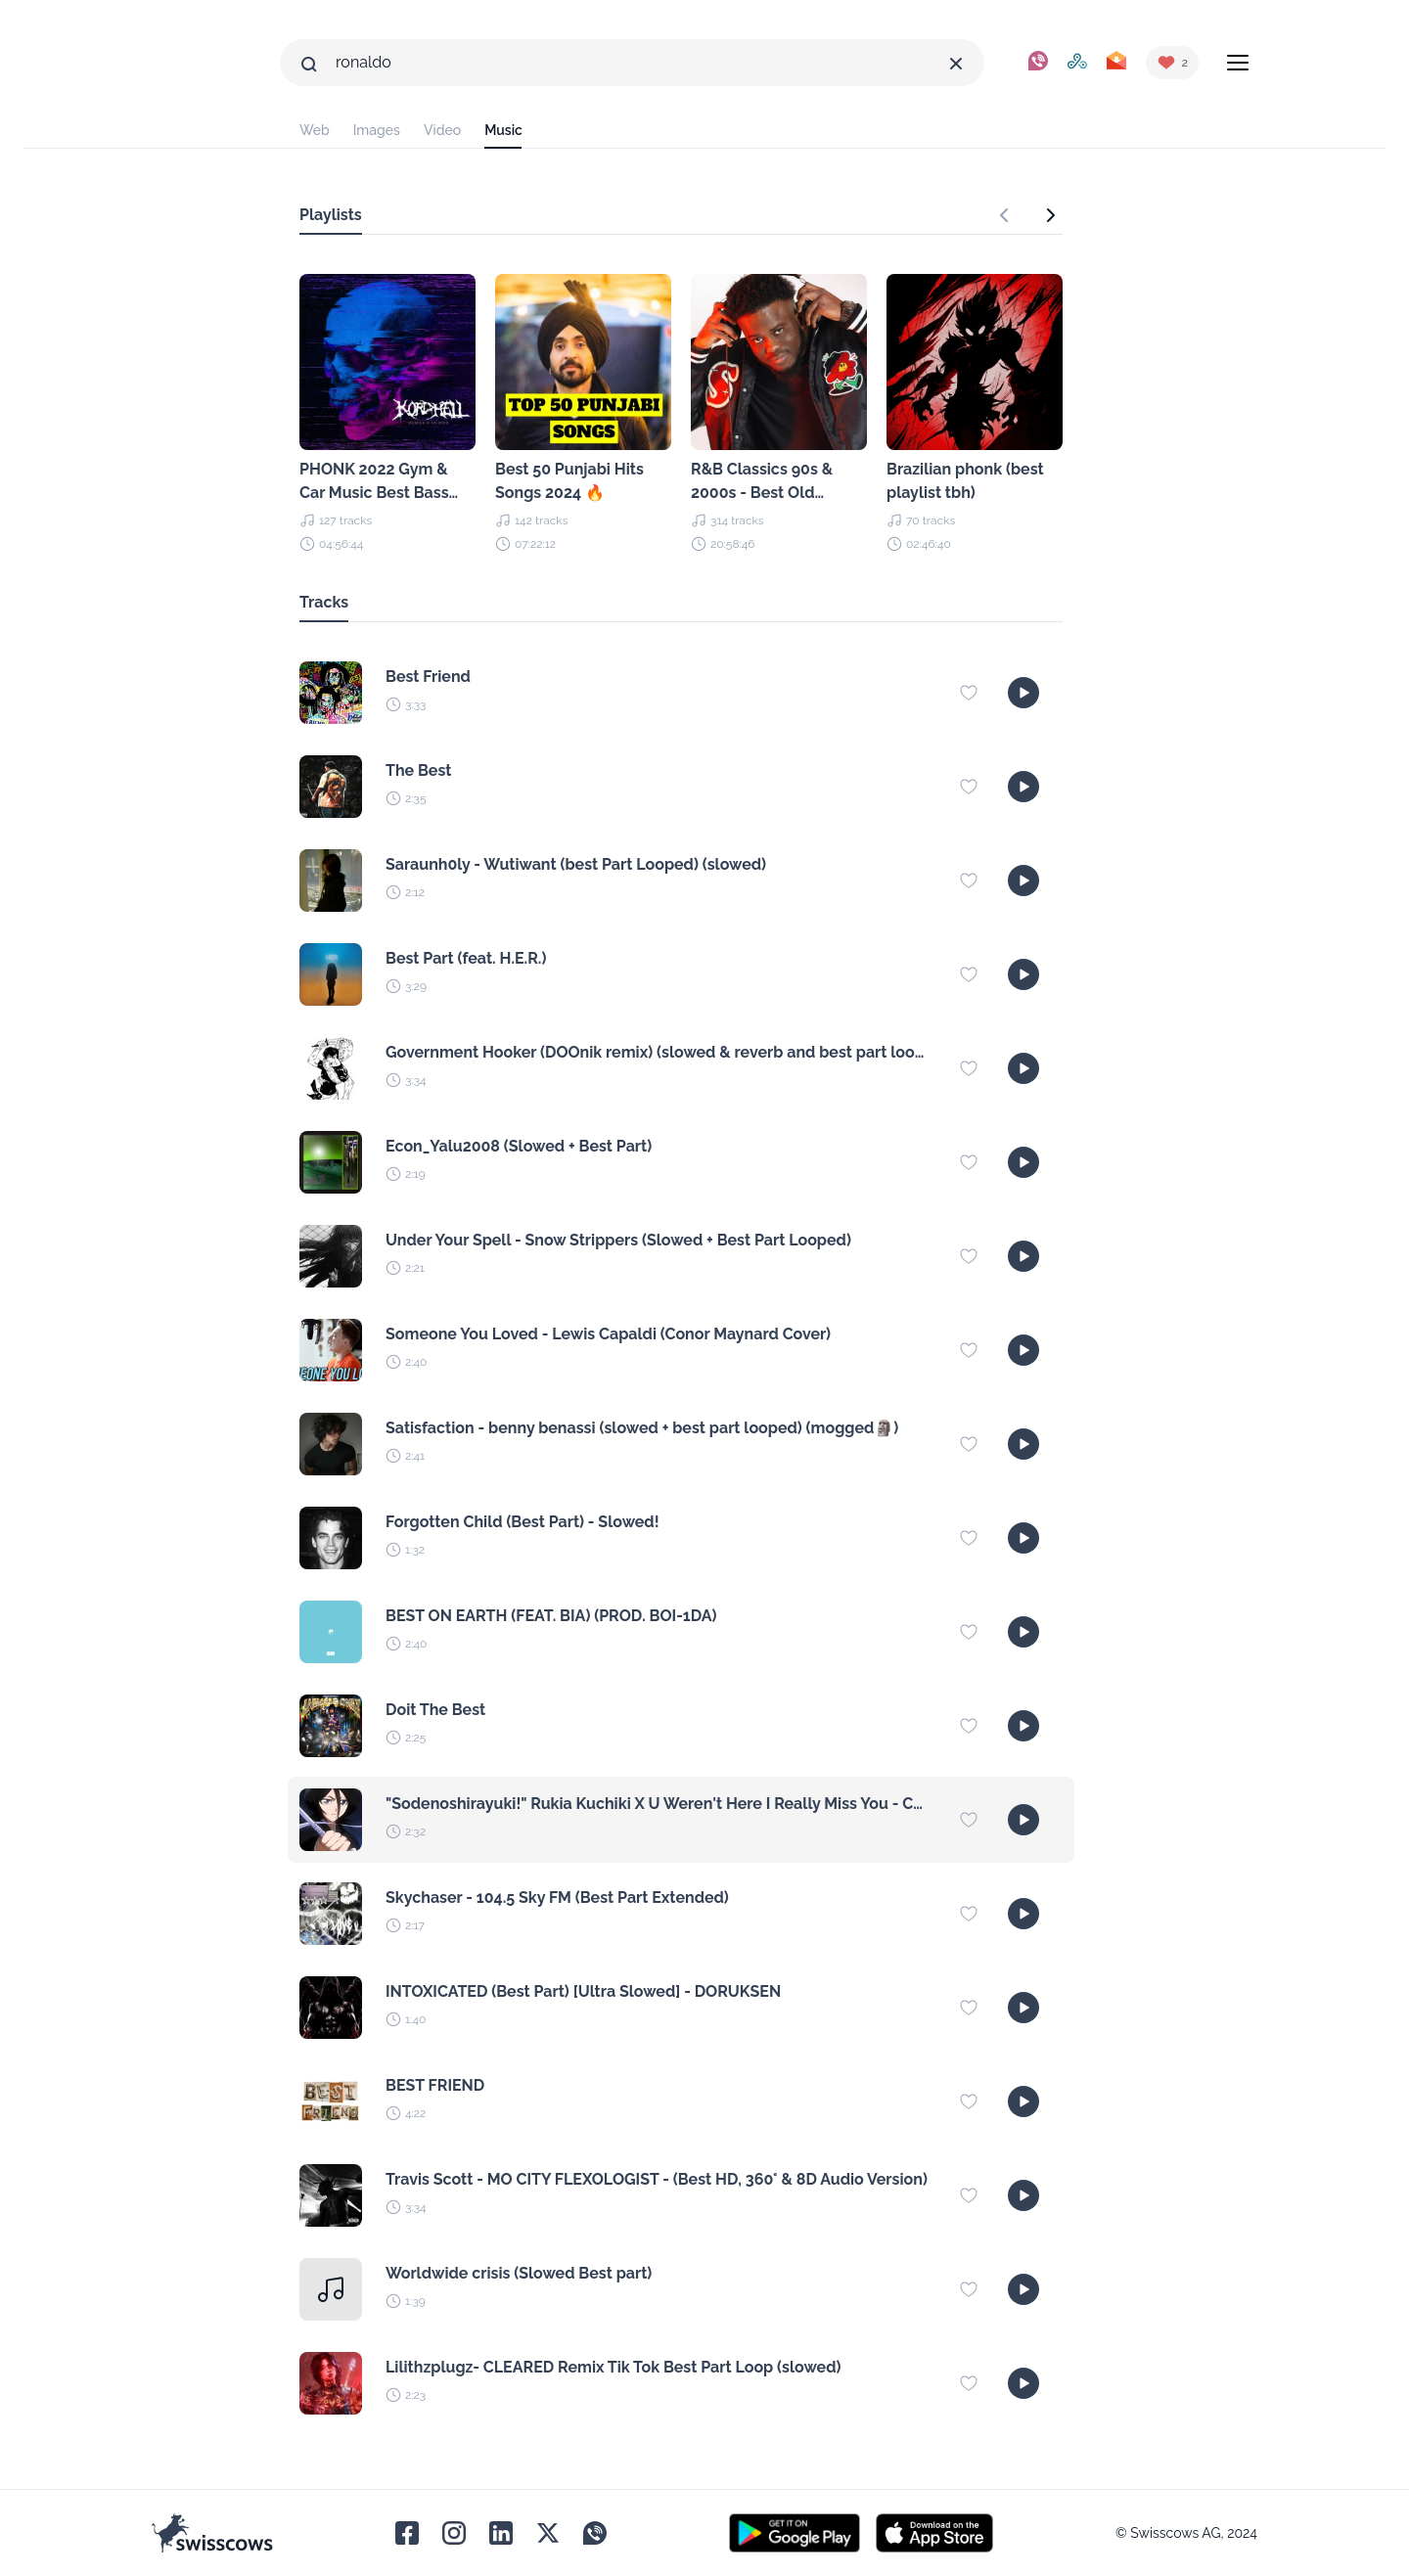 ronaldo
2
Web Images Video Music
Playlists
KORDHELL
TOP 50 PUNJABI
SONGS
PHONK 2022 Gym &
Car Music Best Bass...
127 tracks
04:56:44
Best 50 Punjabi Hits
Songs 2024 🔥
142 tracks
07:22:12
R&B Classics 90s &
2000s - Best Old...
314 tracks
20:58:46
Brazilian phonk (best
playlist tbh)
70 tracks
02:46:40
Tracks
Best Friend
3:33
The Best
2:35
Saraunh0ly - Wutiwant (best Part Looped) (slowed)
2:12
Best Part (feat. H.E.R.)
3:29
Government Hooker (DOOnik remix) (slowed & reverb and best part loo...
3:34
Econ_Yalu2008 (Slowed + Best Part)
2:19
Under Your Spell - Snow Strippers (Slowed + Best Part Looped)
2:21
EONE YOU LO
Someone You Loved - Lewis Capaldi (Conor Maynard Cover)
2:40
Satisfaction - benny benassi (slowed + best part looped) (mogged🗿)
2:41
Forgotten Child (Best Part) - Slowed!
1:32
BEST ON EARTH (FEAT. BIA) (PROD. BOI-1DA)
2:40
Doit The Best
2:25
"Sodenoshirayuki!" Rukia Kuchiki X U Weren't Here I Really Miss You - C...
2:32
Skychaser - 104.5 Sky FM (Best Part Extended)
2:17
INTOXICATED (Best Part) [Ultra Slowed] - DORUKSEN
1:40
BEST
FRIEND
BEST FRIEND
4:22
Travis Scott - MO CITY FLEXOLOGIST - (Best HD, 360° & 8D Audio Version)
3:34
Worldwide crisis (Slowed Best part)
1:39
Lilithzplugz- CLEARED Remix Tik Tok Best Part Loop (slowed)
2:23
swisscows
GET IT ON
Google Play
Download on the
App Store
© Swisscows AG, 2024